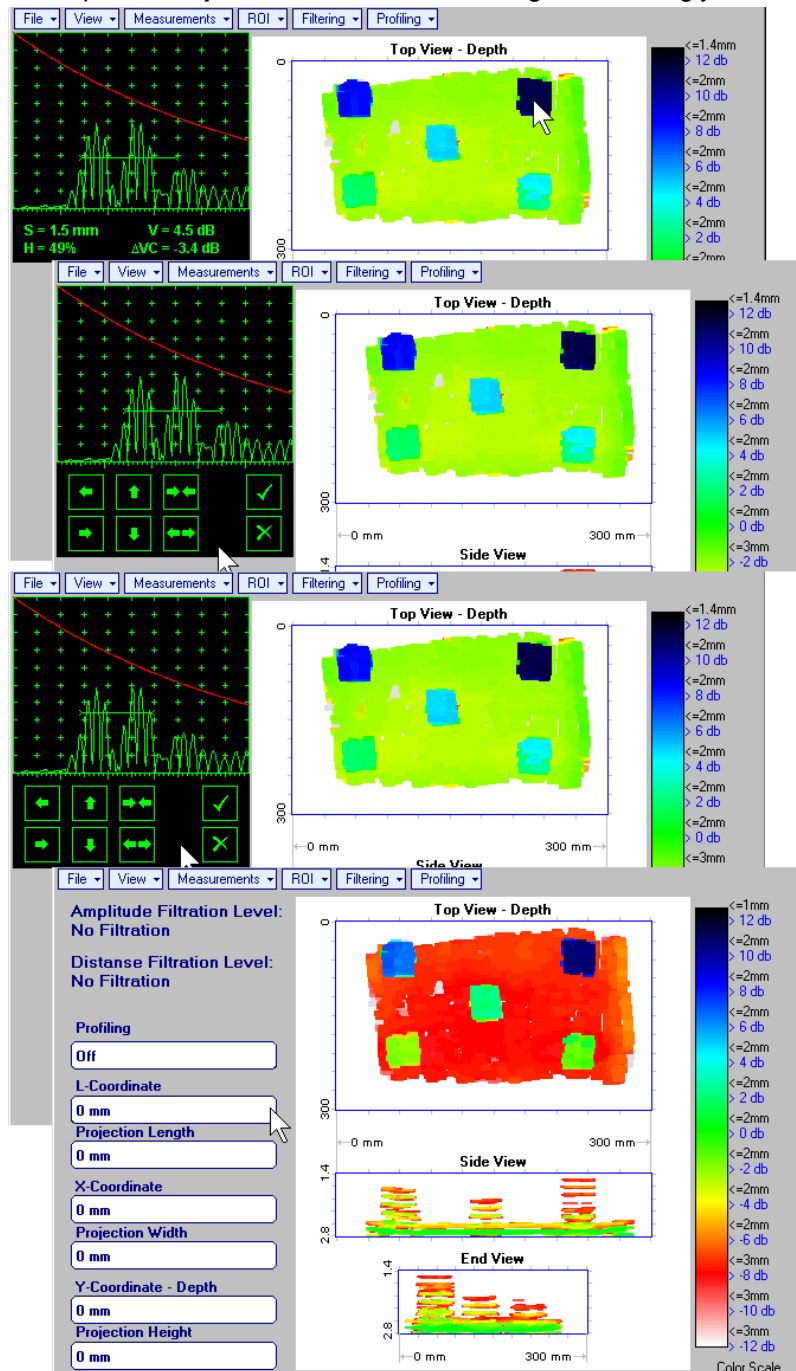 File View Measurements ROI Filtering Profiling
Top View - Depth
0
300
<=1.4mm
> 12 db
<=2mm
> 10 db
<=2mm
> 8 db
<=2mm
> 6 db
<=2mm
> 4 db
<=2mm
> 2 db
<=2mm
S = 1.5 mm V = 4.5 dB
H = 49% ΔVC = -3.4 dB
File View Measurements ROI Filtering Profiling
Top View - Depth
0
300
0 mm 300 mm
Side View
1.4
<=1.4mm
> 12 db
<=2mm
> 10 db
<=2mm
> 8 db
<=2mm
> 6 db
<=2mm
> 4 db
<=2mm
> 2 db
<=2mm
> 0 db
<=3mm
> -2 db
File View Measurements ROI Filtering Profiling
Top View - Depth
0
300
0 mm 300 mm
Side View
<=1.4mm
> 12 db
<=2mm
> 10 db
<=2mm
> 8 db
<=2mm
> 6 db
<=2mm
> 4 db
<=2mm
> 2 db
<=2mm
> 0 db
<=3mm
File View Measurements ROI Filtering Profiling
Amplitude Filtration Level:
No Filtration
Distanse Filtration Level:
No Filtration
Profiling
Off
L-Coordinate
0 mm
Projection Length
0 mm
X-Coordinate
0 mm
Projection Width
0 mm
Y-Coordinate - Depth
0 mm
Projection Height
0 mm
Top View - Depth
0
300
0 mm 300 mm
Side View
1.4
2.8
End View
1.4
2.8
0 mm 300 mm
<=1mm
> 12 db
<=2mm
> 10 db
<=2mm
> 8 db
<=2mm
> 6 db
<=2mm
> 4 db
<=2mm
> 2 db
<=2mm
> 0 db
<=2mm
> -2 db
<=2mm
> -4 db
<=2mm
> -6 db
<=3mm
> -8 db
<=3mm
> -10 db
<=3mm
> -12 db
Color Scale